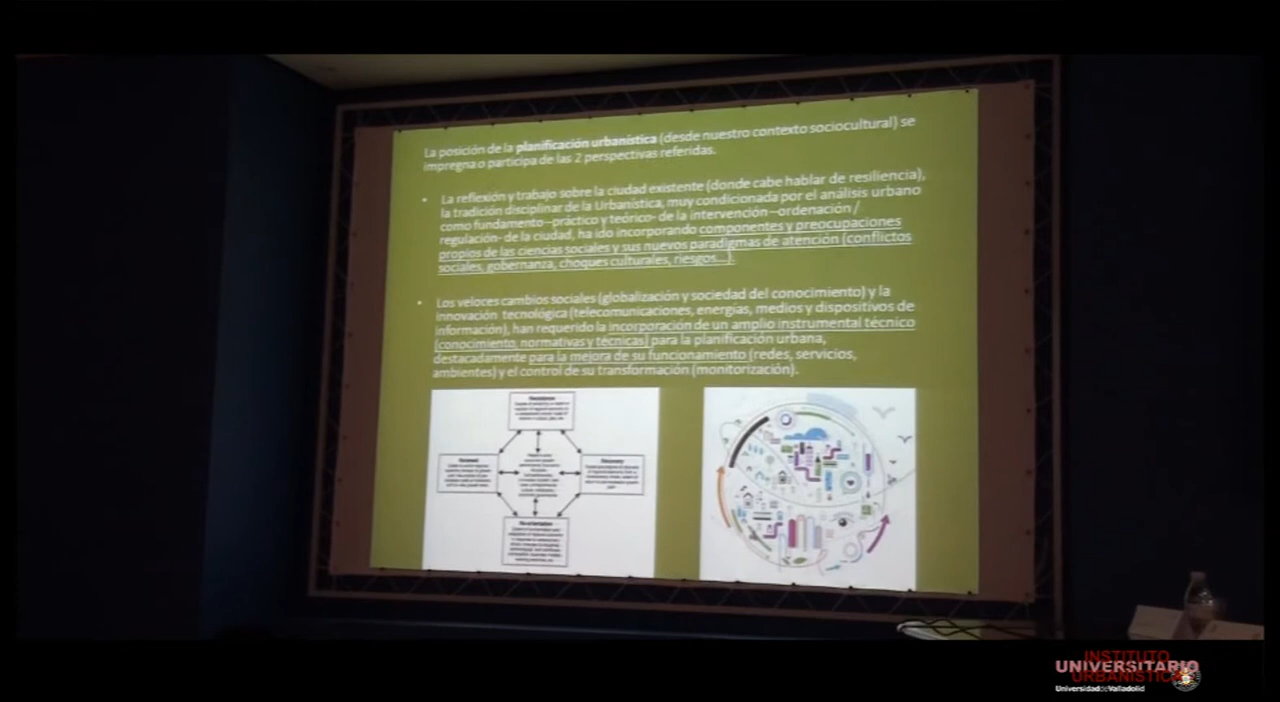 La posición de la planificación urbanística (desde nuestro contexto sociocultural) se
impregna o participa de las 2 perspectivas referidas.
• La reflexión y trabajo sobre la ciudad existente (donde cabe hablar de resiliencia),
la tradición disciplinar de la Urbanística, muy condicionada por el análisis urbano
como fundamento –práctico y teórico- de la intervención –ordenación /
regulación- de la ciudad, ha ido incorporando componentes y preocupaciones
propios de las ciencias sociales y sus nuevos paradigmas de atención (conflictos
sociales, gobernanza, choques culturales, riesgos…).
• Los veloces cambios sociales (globalización y sociedad del conocimiento) y la
innovación tecnológica (telecomunicaciones, energías, medios y dispositivos de
información), han requerido la incorporación de un amplio instrumental técnico
(conocimiento, normativas y técnicas) para la planificación urbana,
destacadamente para la mejora de su funcionamiento (redes, servicios,
ambientes) y el control de su transformación (monitorización).
Resistance
Renewal
Recovery
Re-orientation
INSTITUTO
UNIVERSITARIO
URBANÍSTICA
Universidad de Valladolid